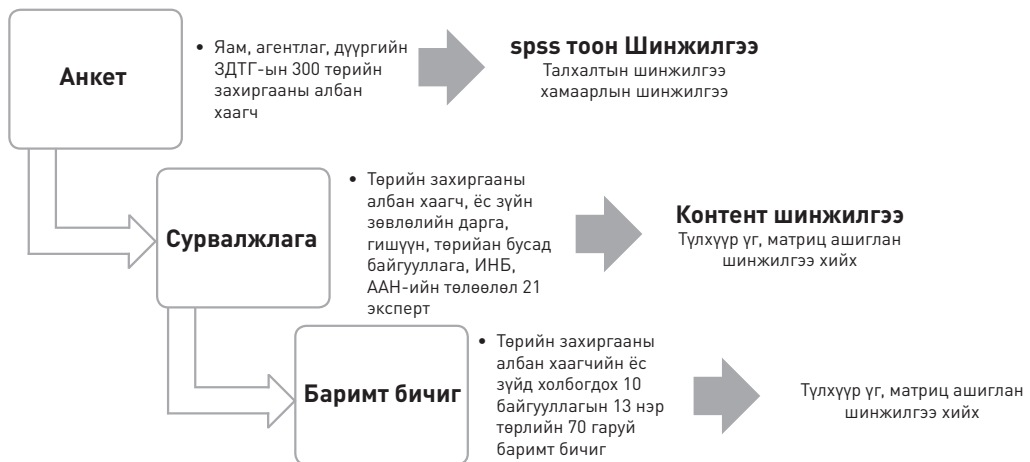 Анкет
• Яам, агентлаг, дүүргийн
ЗДТГ-ын 300 төрийн
захиргааны албан
хаагч
spss тоон Шинжилгээ
Талхалтын шинжилгээ
хамаарлын шинжилгээ
Сурвалжлага
• Төрийн захиргааны
албан хаагч, ёс зүйн
зөвлөлийн дарга,
гишүүн, төрийан бусад
байгууллага, ИНБ,
ААН-ийн төлөөлөл 21
эксперт
Контент шинжилгээ
Түлхүүр үг, матриц ашиглан
шинжилгээ хийх
Баримт бичиг
• Төрийн захиргааны
албан хаагчийн ёс
зүйд холбогдох 10
байгууллагын 13 нэр
төрлийн 70 гаруй
баримт бичиг
Түлхүүр үг, матриц ашиглан
шинжилгээ хийх